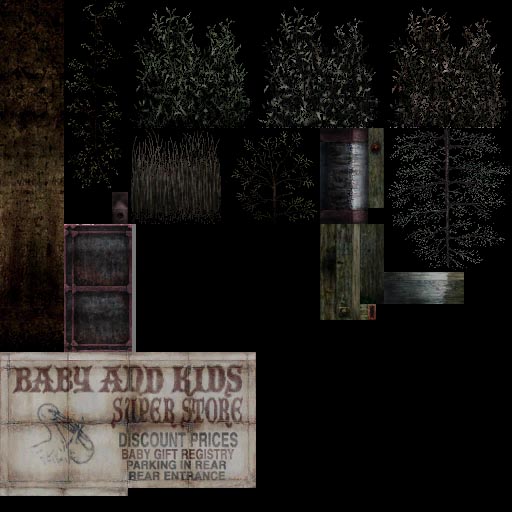 BABY AND KIDS
SUPER STORE
DISCOUNT PRICES
BABY GIFT REGISTRY
PARKING IN REAR
REAR ENTRANCE